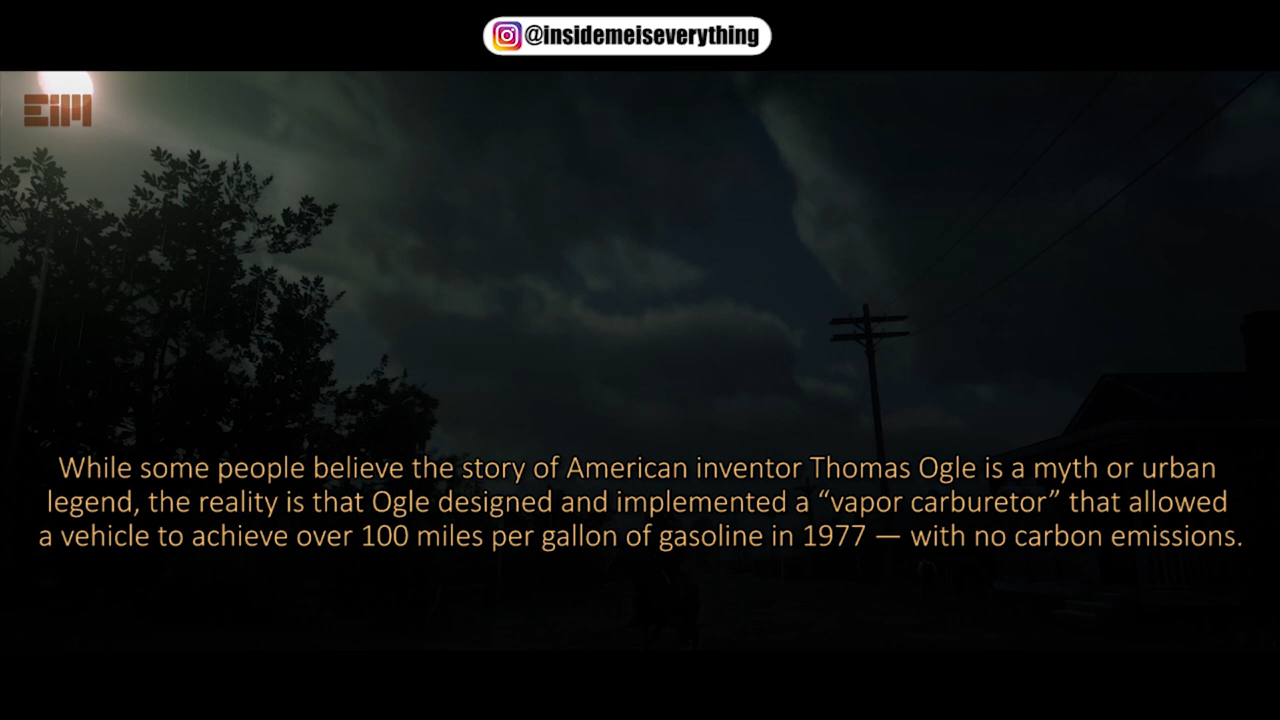 @insidemeiseverything
EiM
While some people believe the story of American inventor Thomas Ogle is a myth or urban
legend, the reality is that Ogle designed and implemented a “vapor carburetor” that allowed
a vehicle to achieve over 100 miles per gallon of gasoline in 1977 — with no carbon emissions.